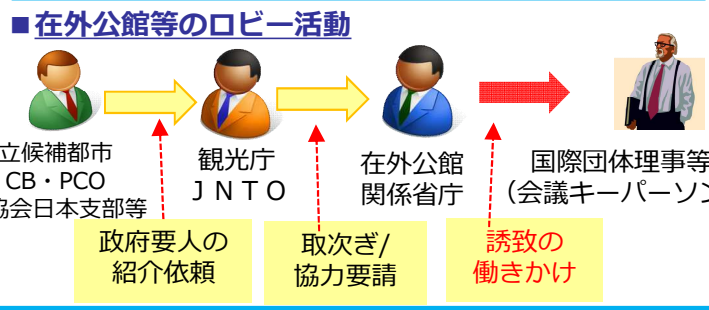 ■在外公館等のロビー活動
立候補都市
CB・PCO
協会日本支部等
観光庁
JNTO
在外公館
関係省庁
国際団体理事等
（会議キーパーソン
政府要人の
紹介依頼
取次ぎ/
協力要請
誘致の
働きかけ